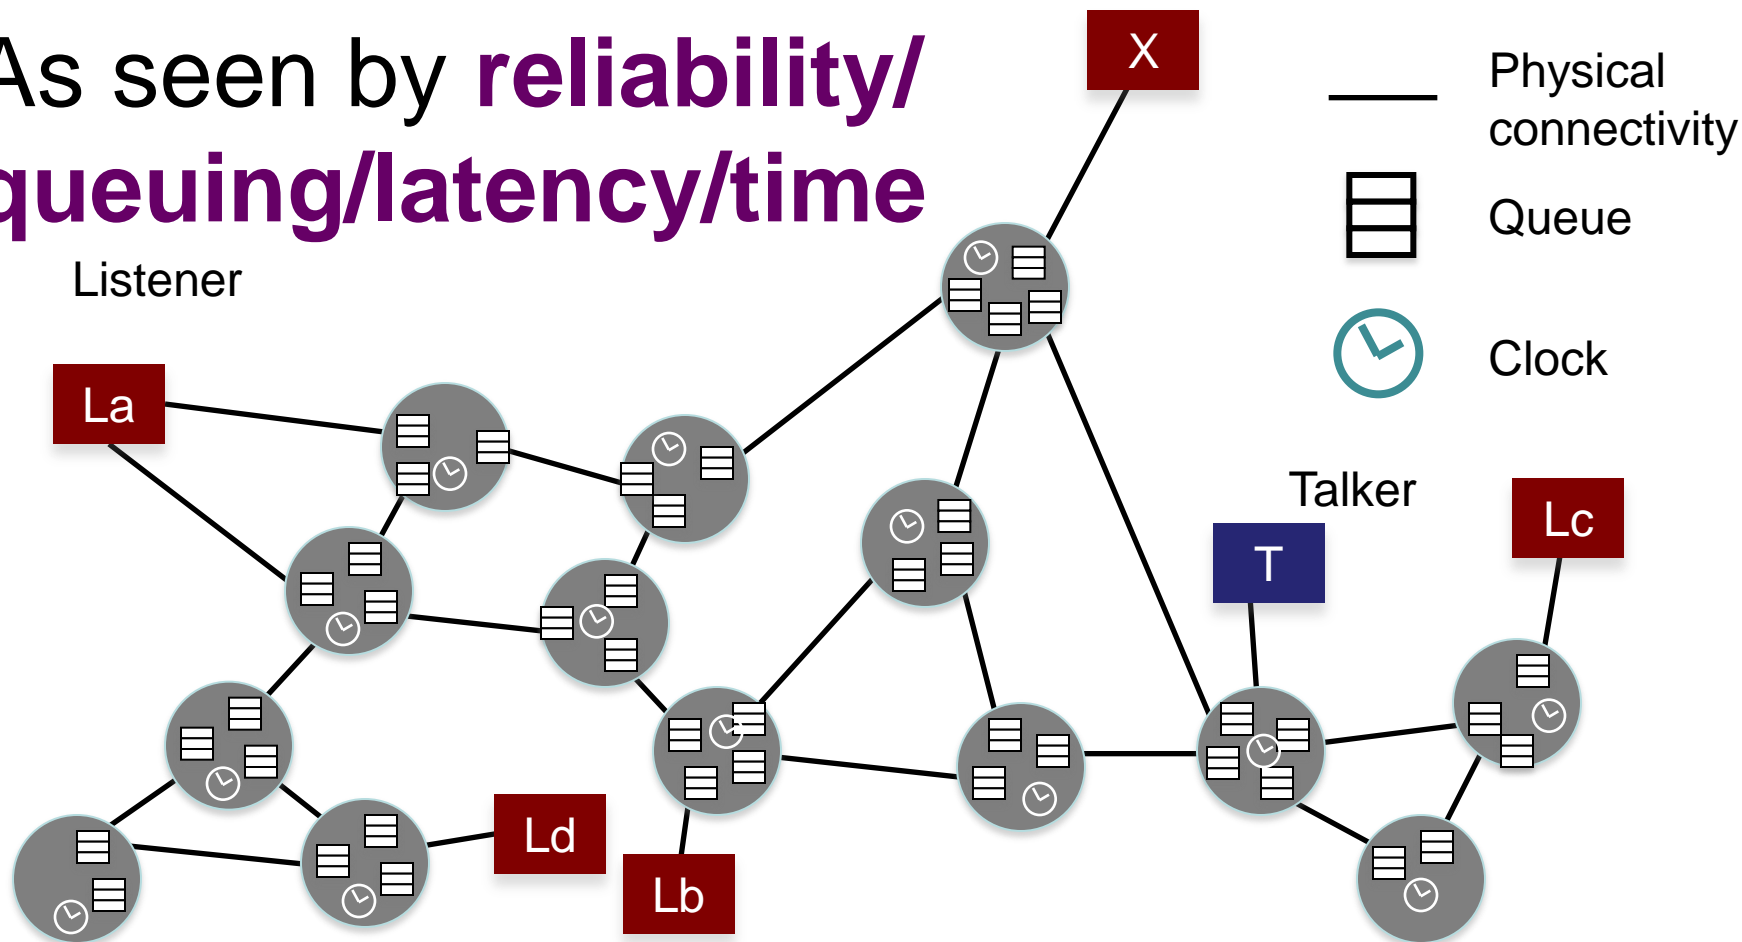 As seen by reliability/
queuing/latency/time
X
Physical
connectivity
Queue
Listener
Clock
La
Talker
Lc
T
Ld
Lb